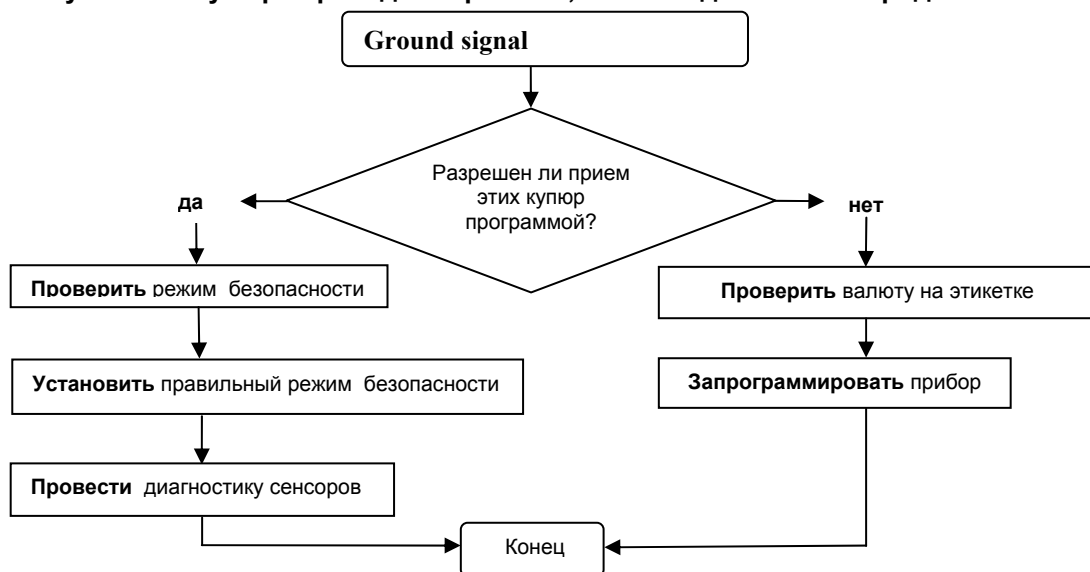 Ground signal
Разрешен ли прием
этих купюр
программой?
да
нет
Проверить режим безопасности
Проверить валюту на этикетке
Установить правильный режим безопасности
Запрограммировать прибор
Провести диагностику сенсоров
Конец